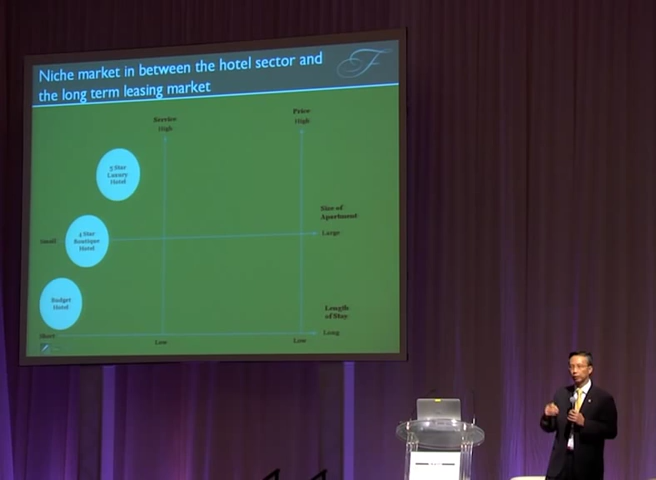 Niche market in between the hotel sector and
the long term leasing market
Service
High
Price
High
5 Star
Luxury
Hotel
Size of
Apartment
Small
4 Star
Boutique
Hotel
Large
Budget
Hotel
Length
of Stay
Short
Long
Low
Low